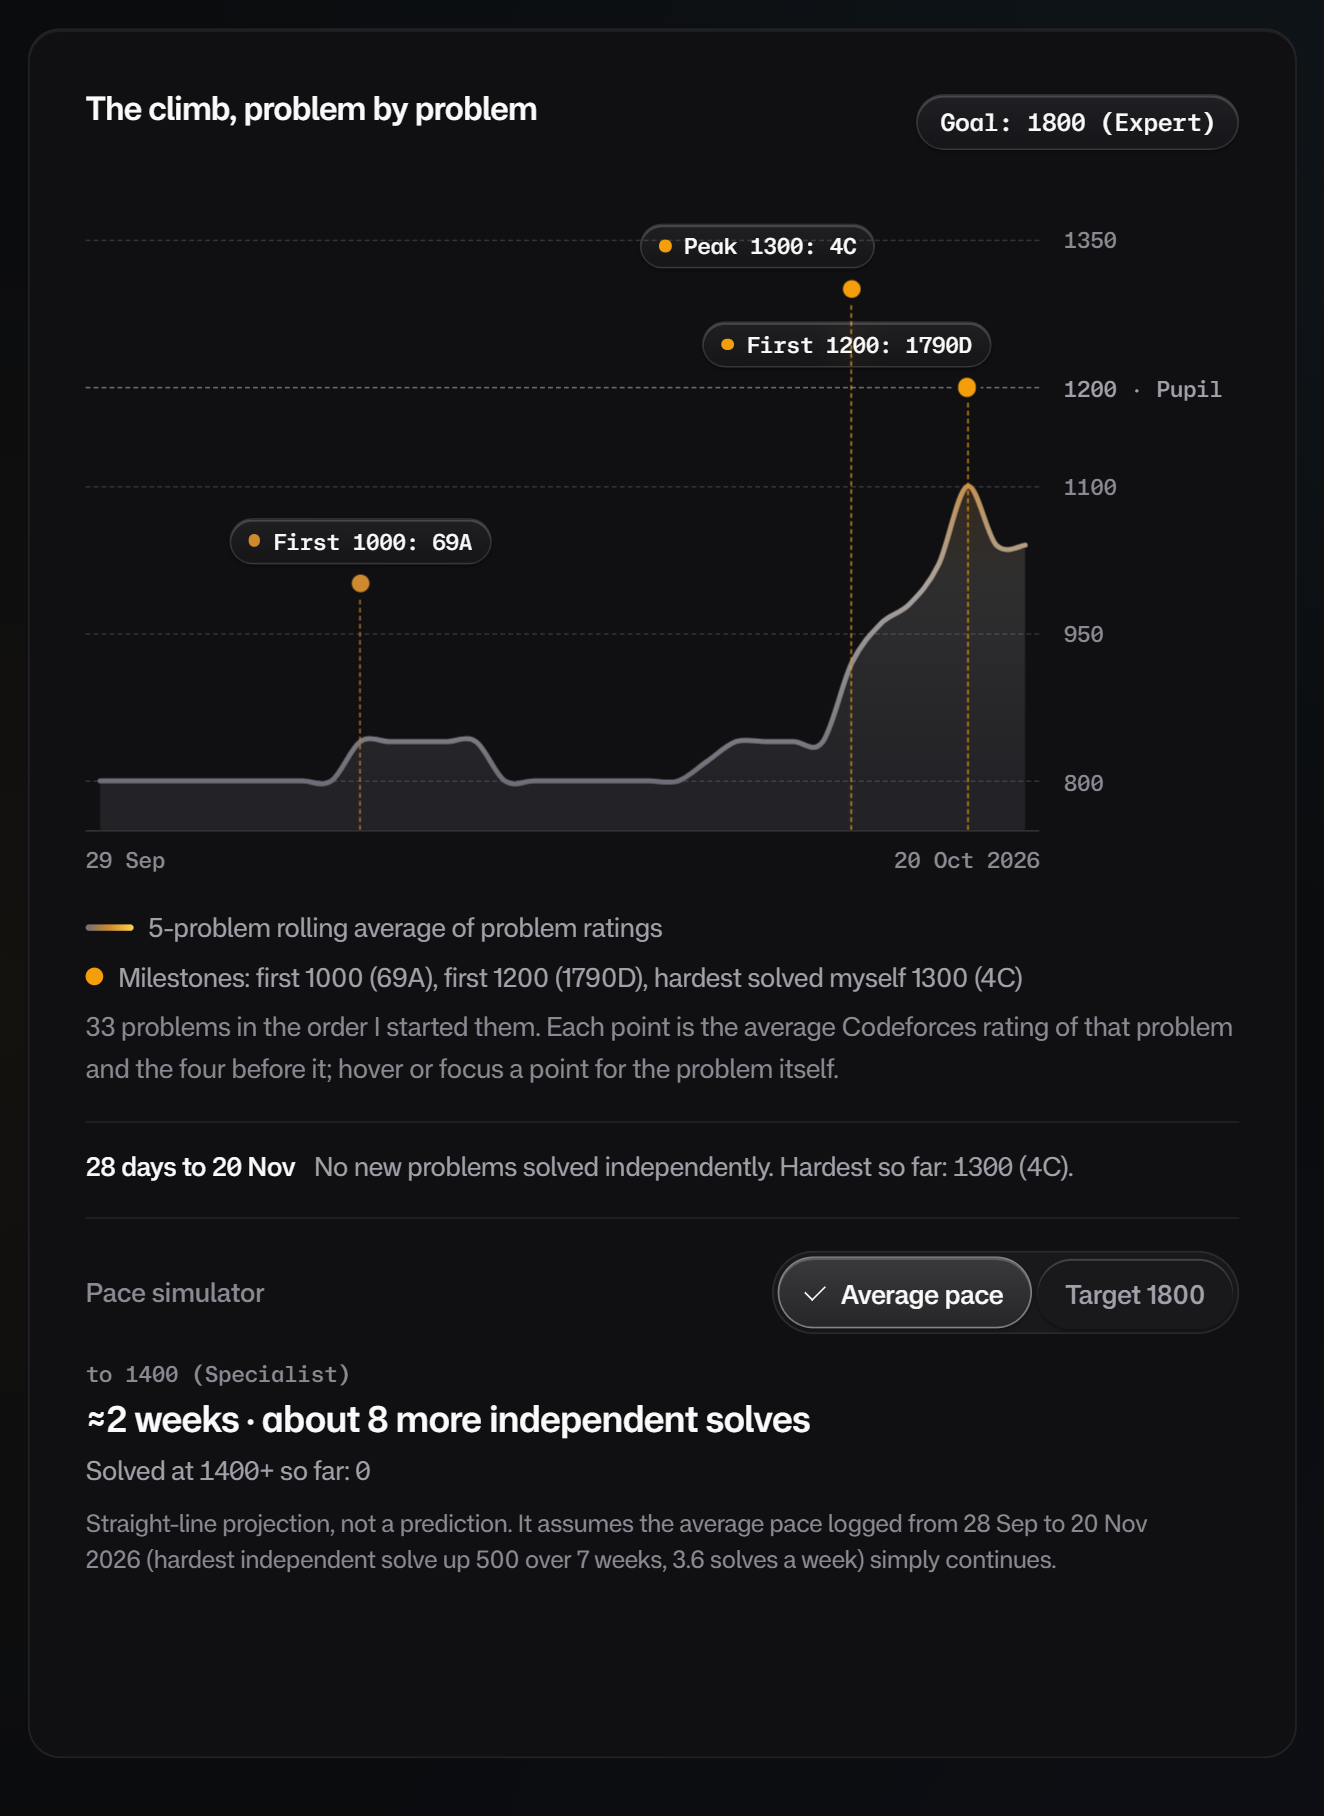 The climb, problem by problem
Goal: 1800 (Expert)
1350
Peak 1300: 4C
First 1200: 1790D
1200 · Pupil
1100
First 1000: 69A
950
800
29 Sep
20 Oct 2026
5-problem rolling average of problem ratings
Milestones: first 1000 (69A), first 1200 (1790D), hardest solved myself 1300 (4C)
33 problems in the order I started them. Each point is the average Codeforces rating of that problem
and the four before it; hover or focus a point for the problem itself.
28 days to 20 Nov No new problems solved independently. Hardest so far: 1300 (4C).
Pace simulator
Average pace
Target 1800
to 1400 (Specialist)
≈2 weeks · about 8 more independent solves
Solved at 1400+ so far: 0
Straight-line projection, not a prediction. It assumes the average pace logged from 28 Sep to 20 Nov
2026 (hardest independent solve up 500 over 7 weeks, 3.6 solves a week) simply continues.